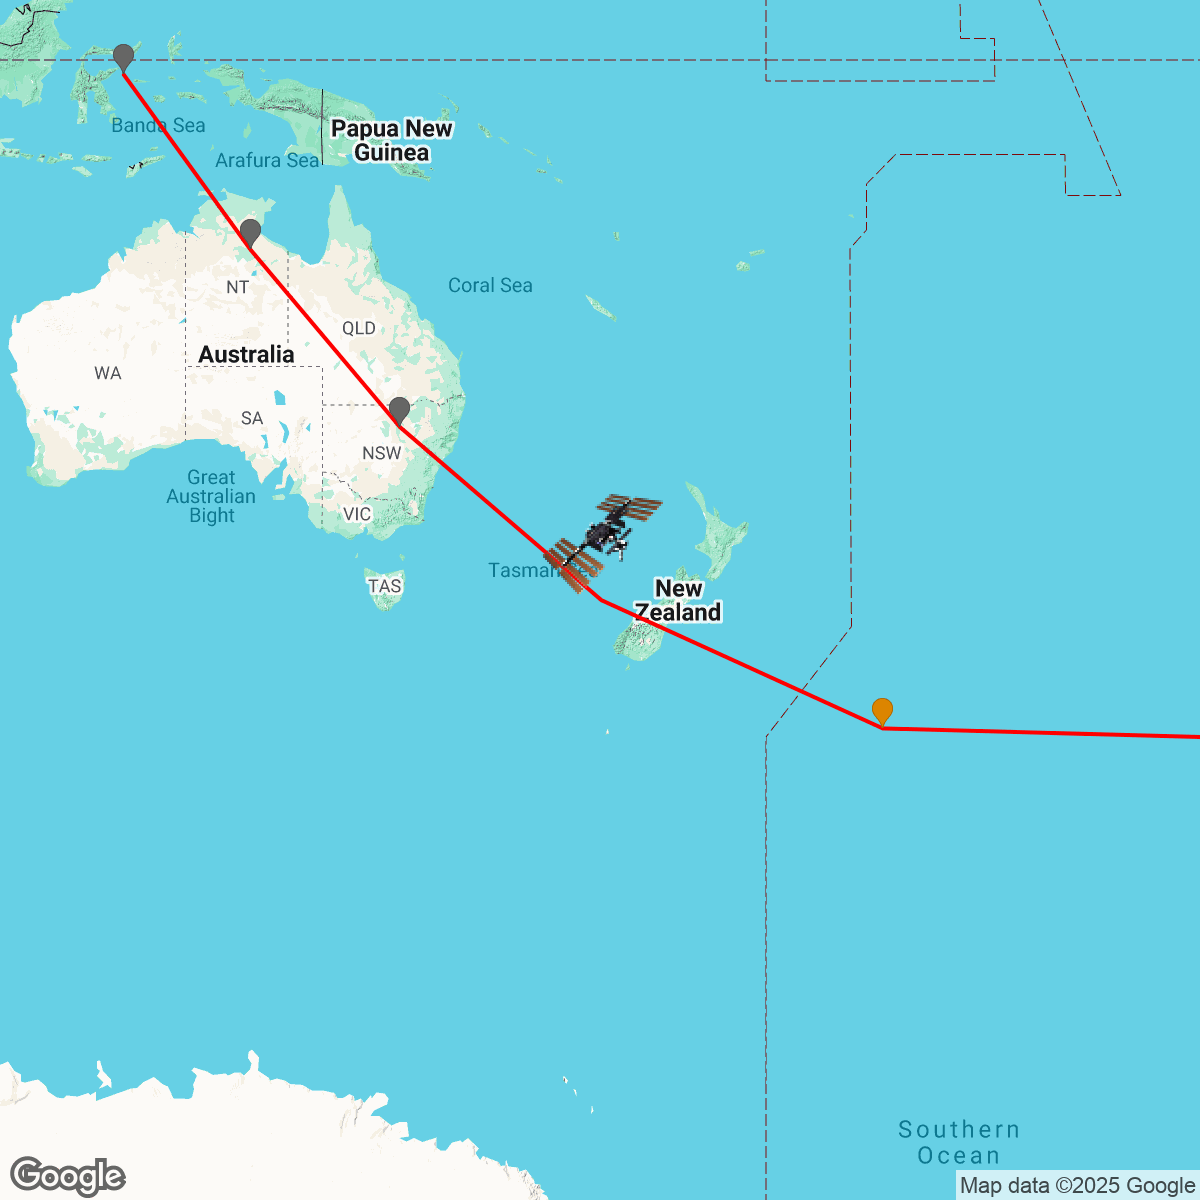 Banda Sea
Papua New
Guinea
Arafura Sea
NT
Coral Sea
QLD
Australia
WA
SA
NSW
Great
Australian
Bight
VIC
TAS
New
Zealand
Southern
Ocean
Google
Map data ©2025 Google